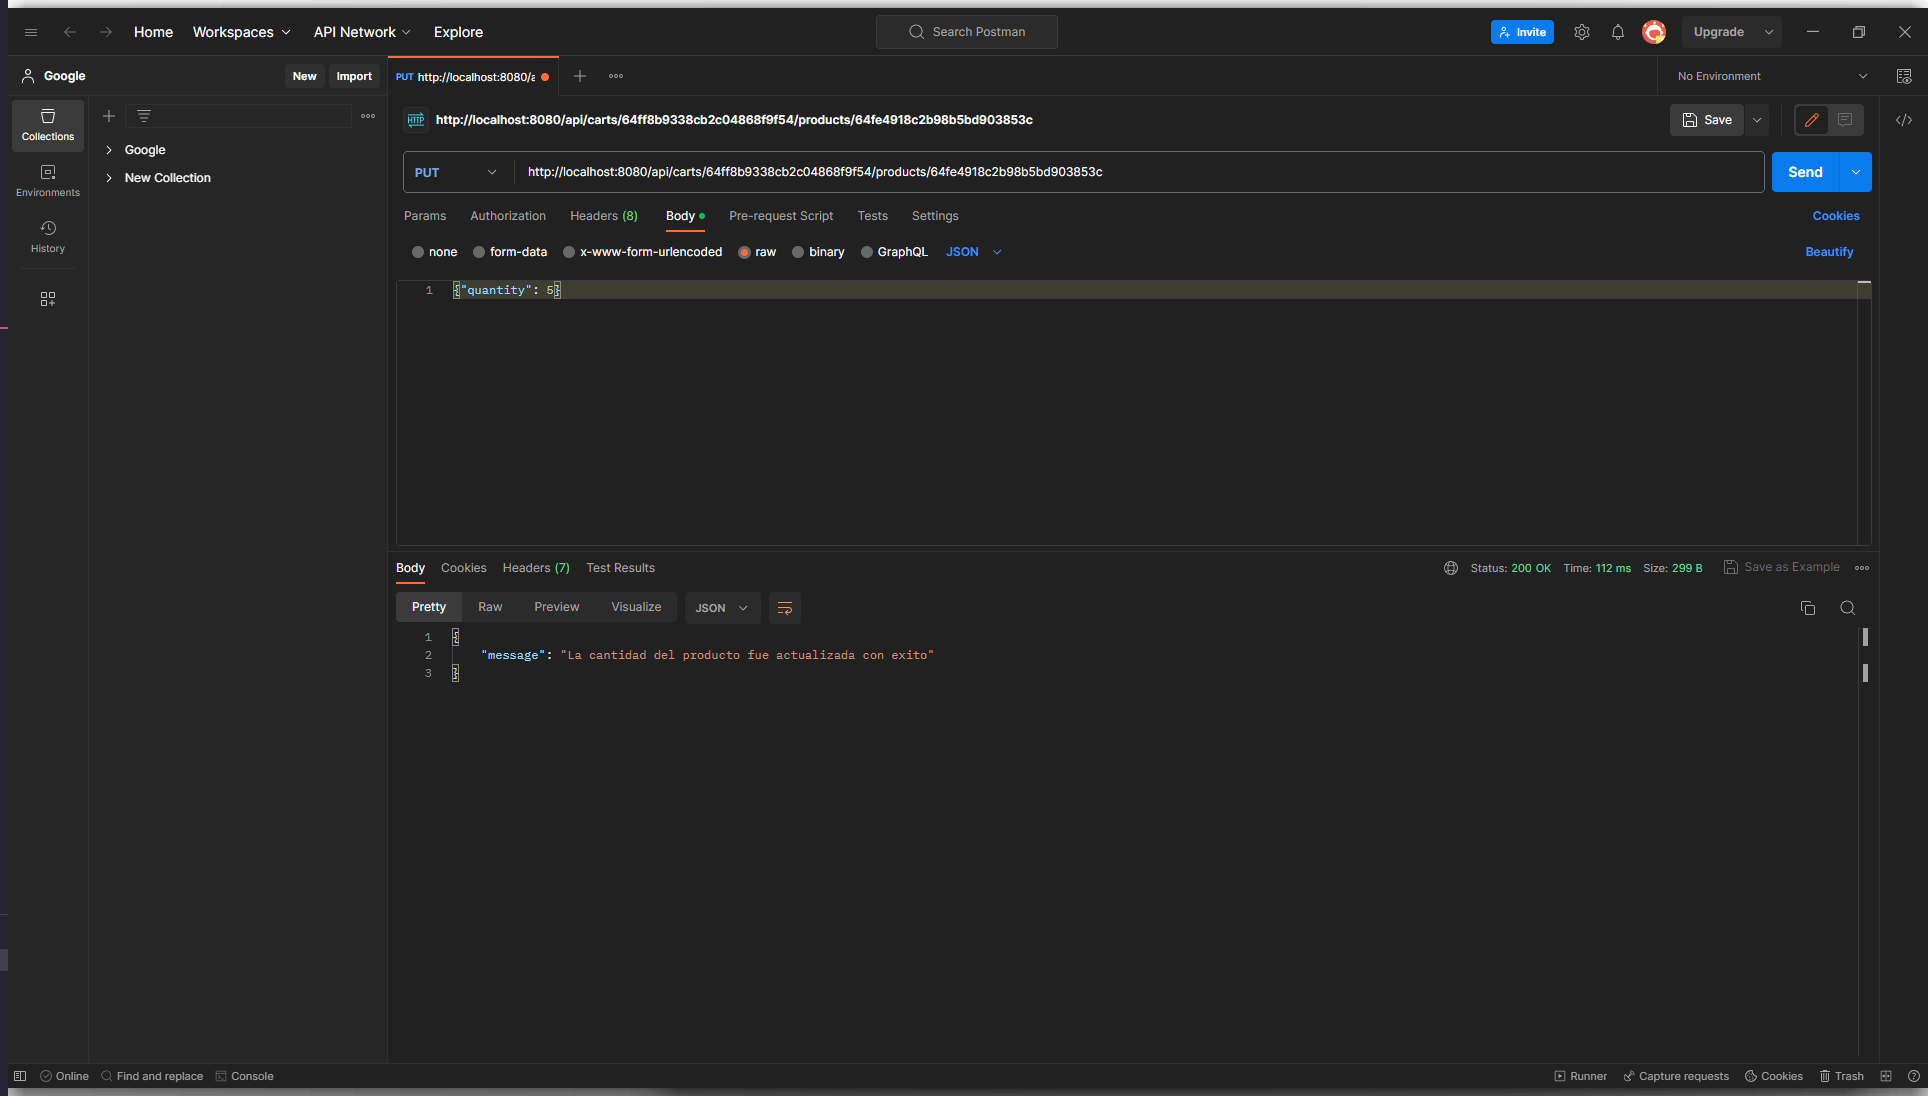 Home Workspaces API Network Explore Search Postman Invite Upgrade
Google New Import PUT http://localhost:8080/a No Environment
HTTP http://localhost:8080/api/carts/64ff8b9338cb2c04868f9f54/products/64fe4918c2b98b5bd903853c Save
Collections
Google
New Collection
Environments
History
PUT http://localhost:8080/api/carts/64ff8b9338cb2c04868f9f54/products/64fe4918c2b98b5bd903853c Send
Params Authorization Headers (8) Body Pre-request Script Tests Settings Cookies
none form-data x-www-form-urlencoded raw binary GraphQL JSON Beautify
1 {"quantity": 5}
Body Cookies Headers (7) Test Results Status: 200 OK Time: 112 ms Size: 299 B Save as Example
Pretty Raw Preview Visualize JSON
1 {
2 "message": "La cantidad del producto fue actualizada con exito"
3 }
Online Find and replace Console Runner Capture requests Cookies Trash